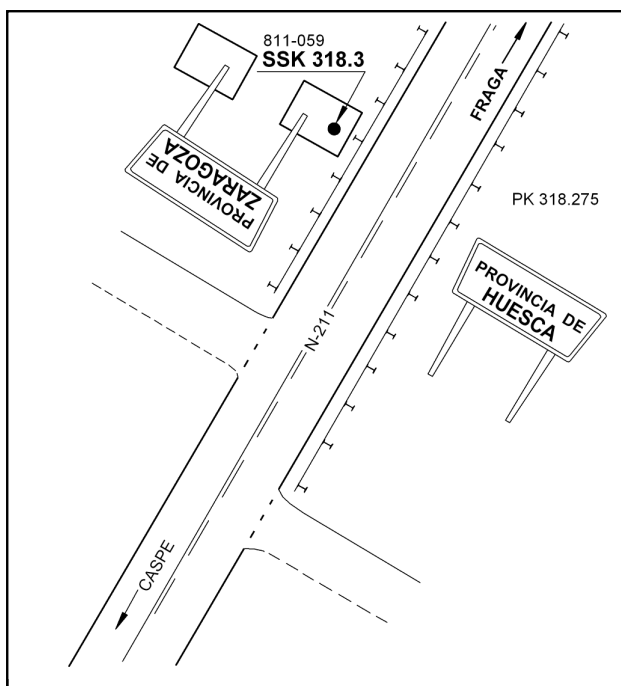 811-059
SSK 318.3
FRAGA
PROVINCIA DE
ZARAGOZA
PK 318.275
PROVINCIA DE
HUESCA
N-211
CASPE